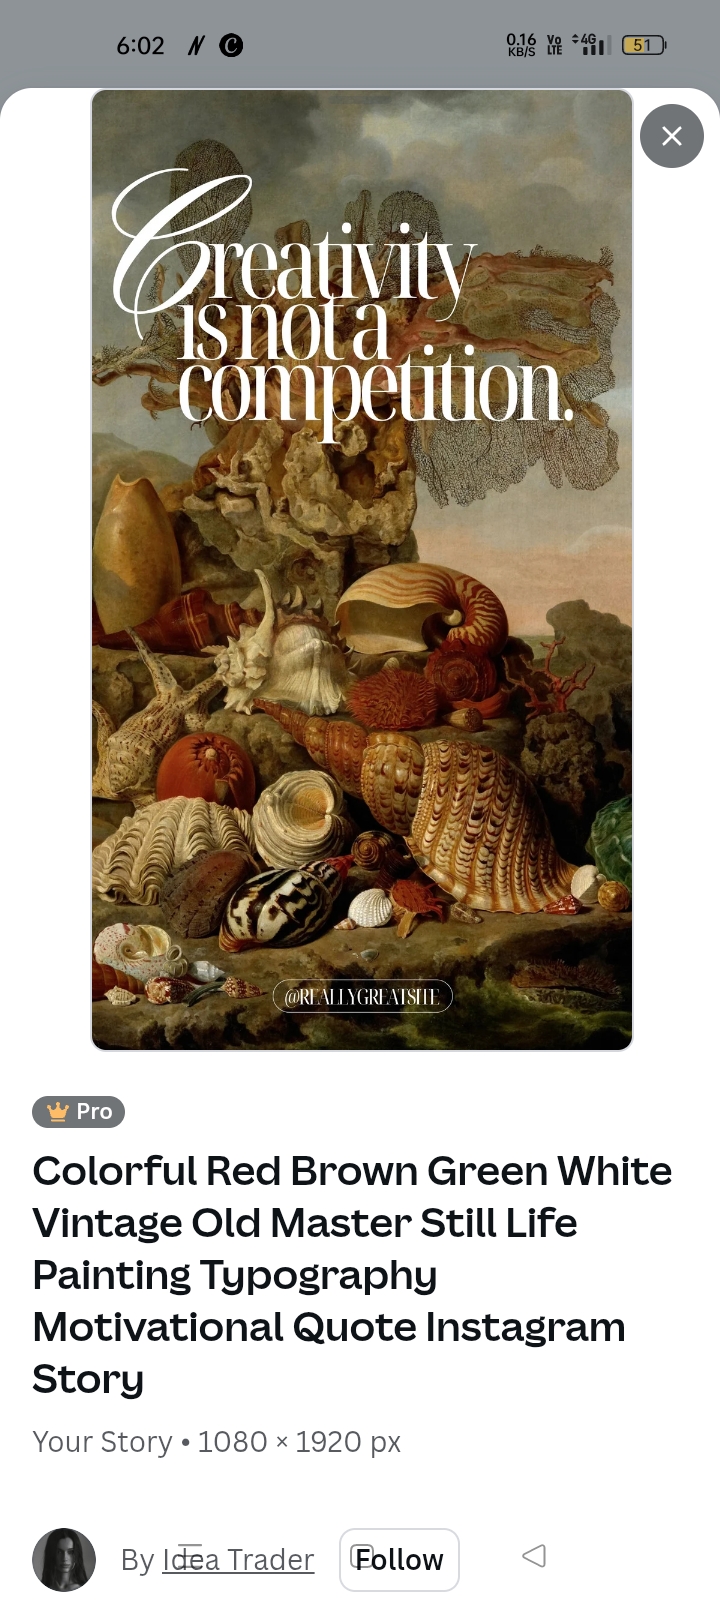 6:02
0.16 KB/S Vo LTE 4G 51
Creativity
is not a
competition.
@REALLYGREATSITE
Pro
Colorful Red Brown Green White
Vintage Old Master Still Life
Painting Typography
Motivational Quote Instagram
Story
Your Story • 1080 × 1920 px
By Idea Trader Follow